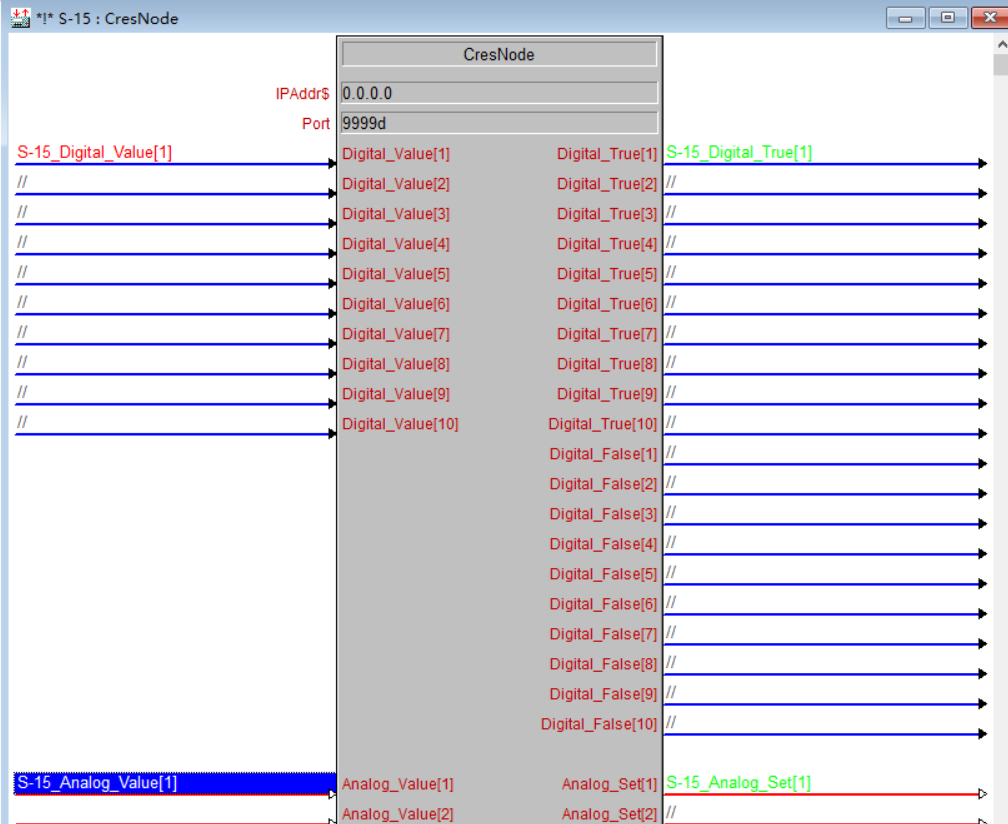 *!* S-15 : CresNode
CresNode
IPAddr$ 0.0.0.0
Port 9999d
S-15_Digital_Value[1] Digital_Value[1] Digital_True[1] S-15_Digital_True[1]
// Digital_Value[2] Digital_True[2] //
// Digital_Value[3] Digital_True[3] //
// Digital_Value[4] Digital_True[4] //
// Digital_Value[5] Digital_True[5] //
// Digital_Value[6] Digital_True[6] //
// Digital_Value[7] Digital_True[7] //
// Digital_Value[8] Digital_True[8] //
// Digital_Value[9] Digital_True[9] //
// Digital_Value[10] Digital_True[10] //
Digital_False[1] //
Digital_False[2] //
Digital_False[3] //
Digital_False[4] //
Digital_False[5] //
Digital_False[6] //
Digital_False[7] //
Digital_False[8] //
Digital_False[9] //
Digital_False[10] //
S-15_Analog_Value[1] Analog_Value[1] Analog_Set[1] S-15_Analog_Set[1]
Analog_Value[2] Analog_Set[2] //